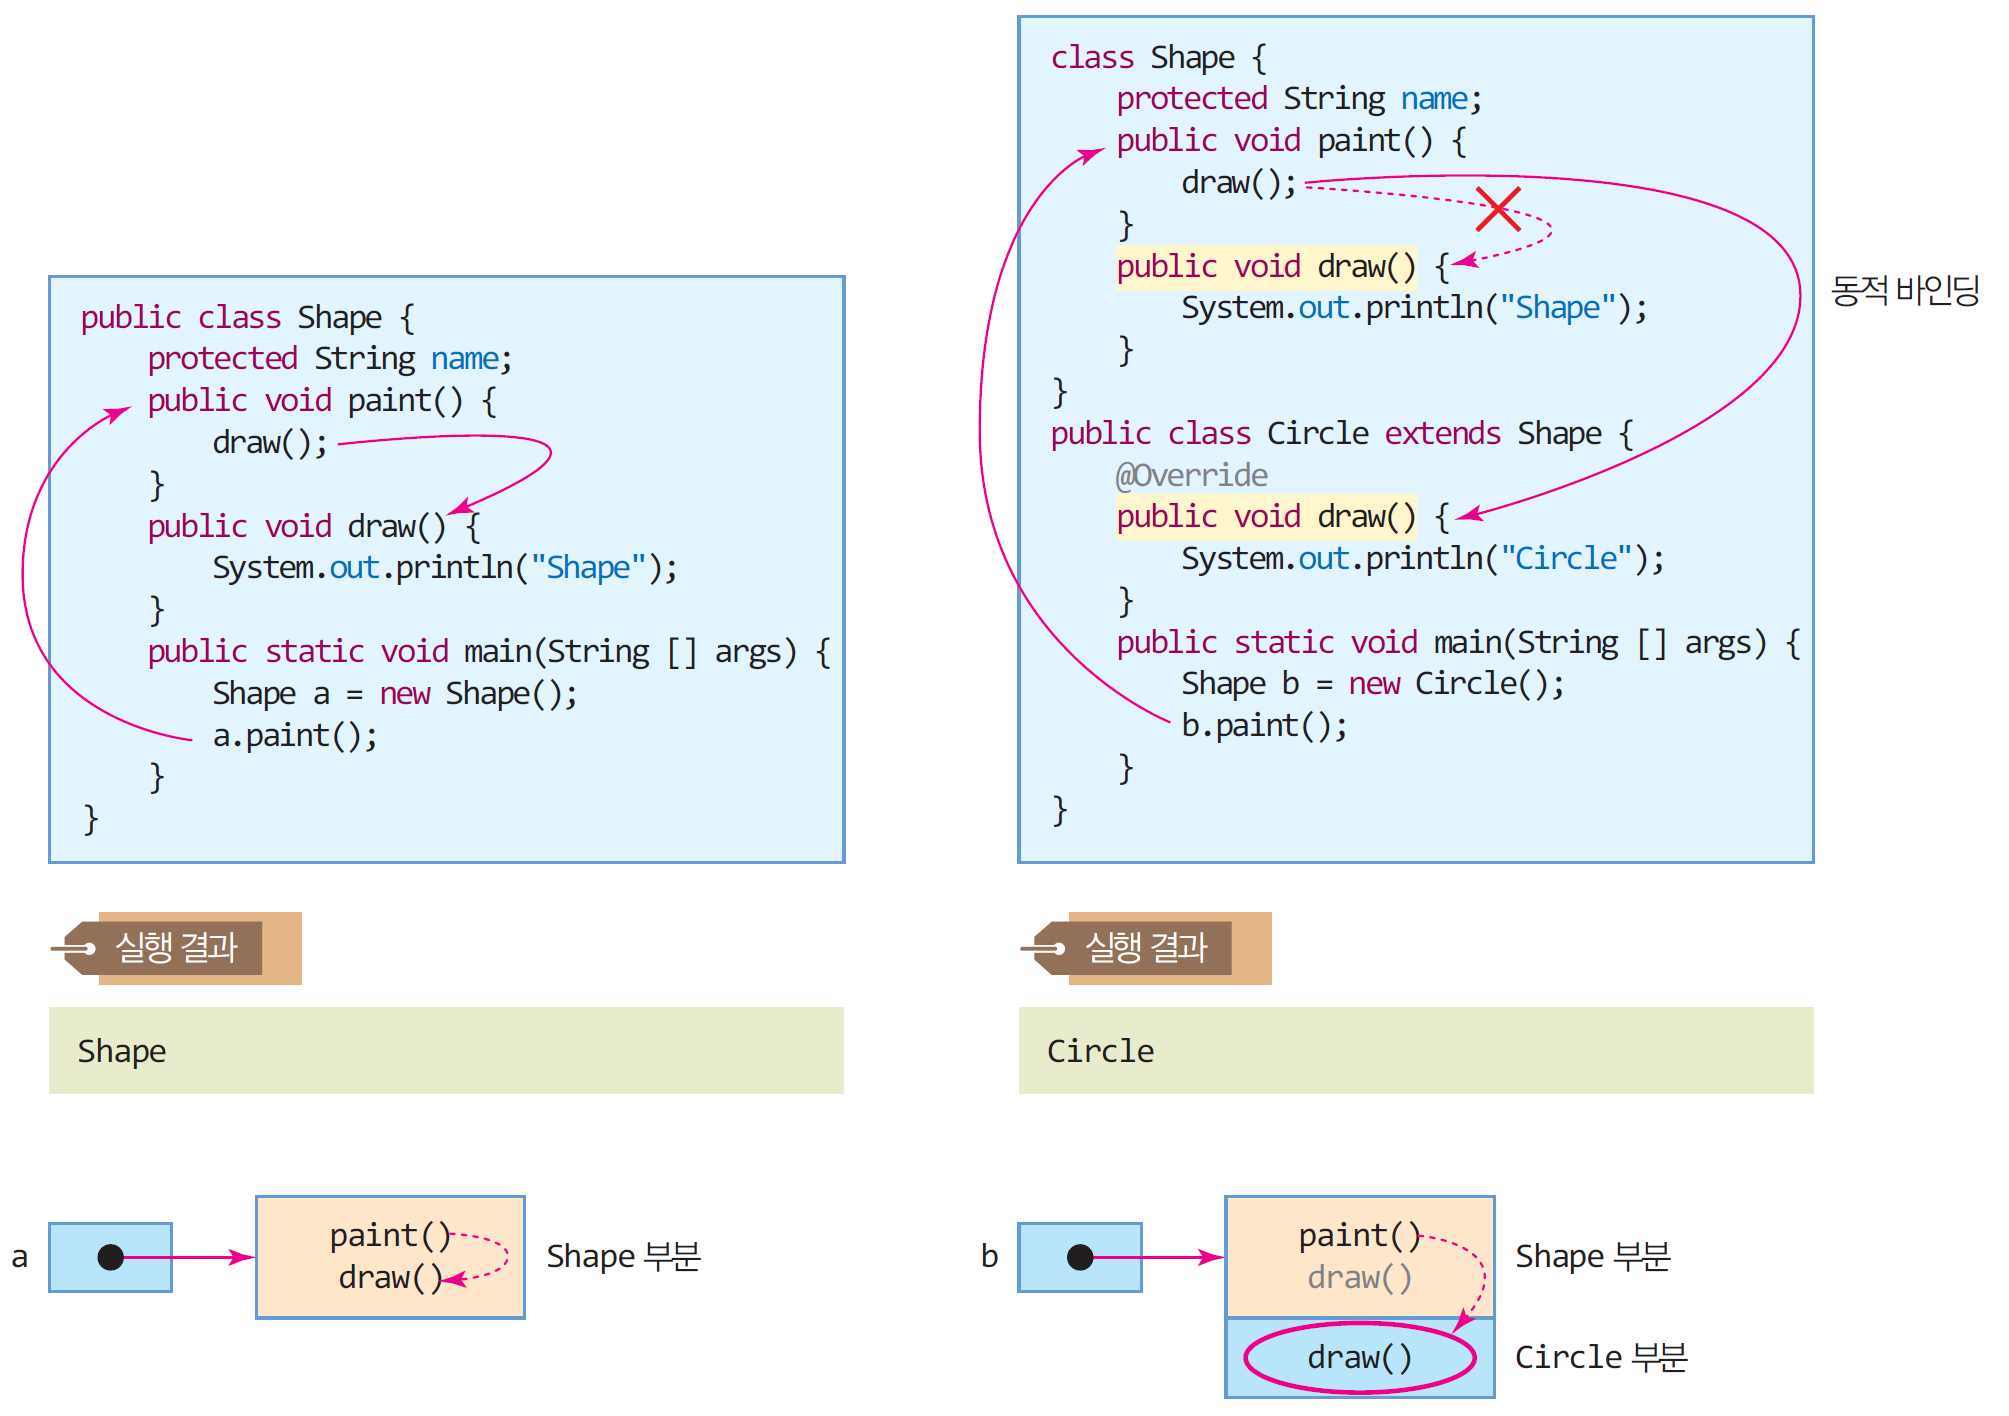 public class Shape {
protected String name;
public void paint() {
draw();
}
public void draw() {
System.out.println("Shape");
}
public static void main(String [] args) {
Shape a = new Shape();
a.paint();
}
}
실행 결과
Shape
a
paint()
draw()
Shape 부분
class Shape {
protected String name;
public void paint() {
draw();
}
public void draw() {
System.out.println("Shape");
}
}
public class Circle extends Shape {
@Override
public void draw() {
System.out.println("Circle");
}
public static void main(String [] args) {
Shape b = new Circle();
b.paint();
}
}
동적 바인딩
실행 결과
Circle
b
paint()
draw()
Shape 부분
draw()
Circle 부분